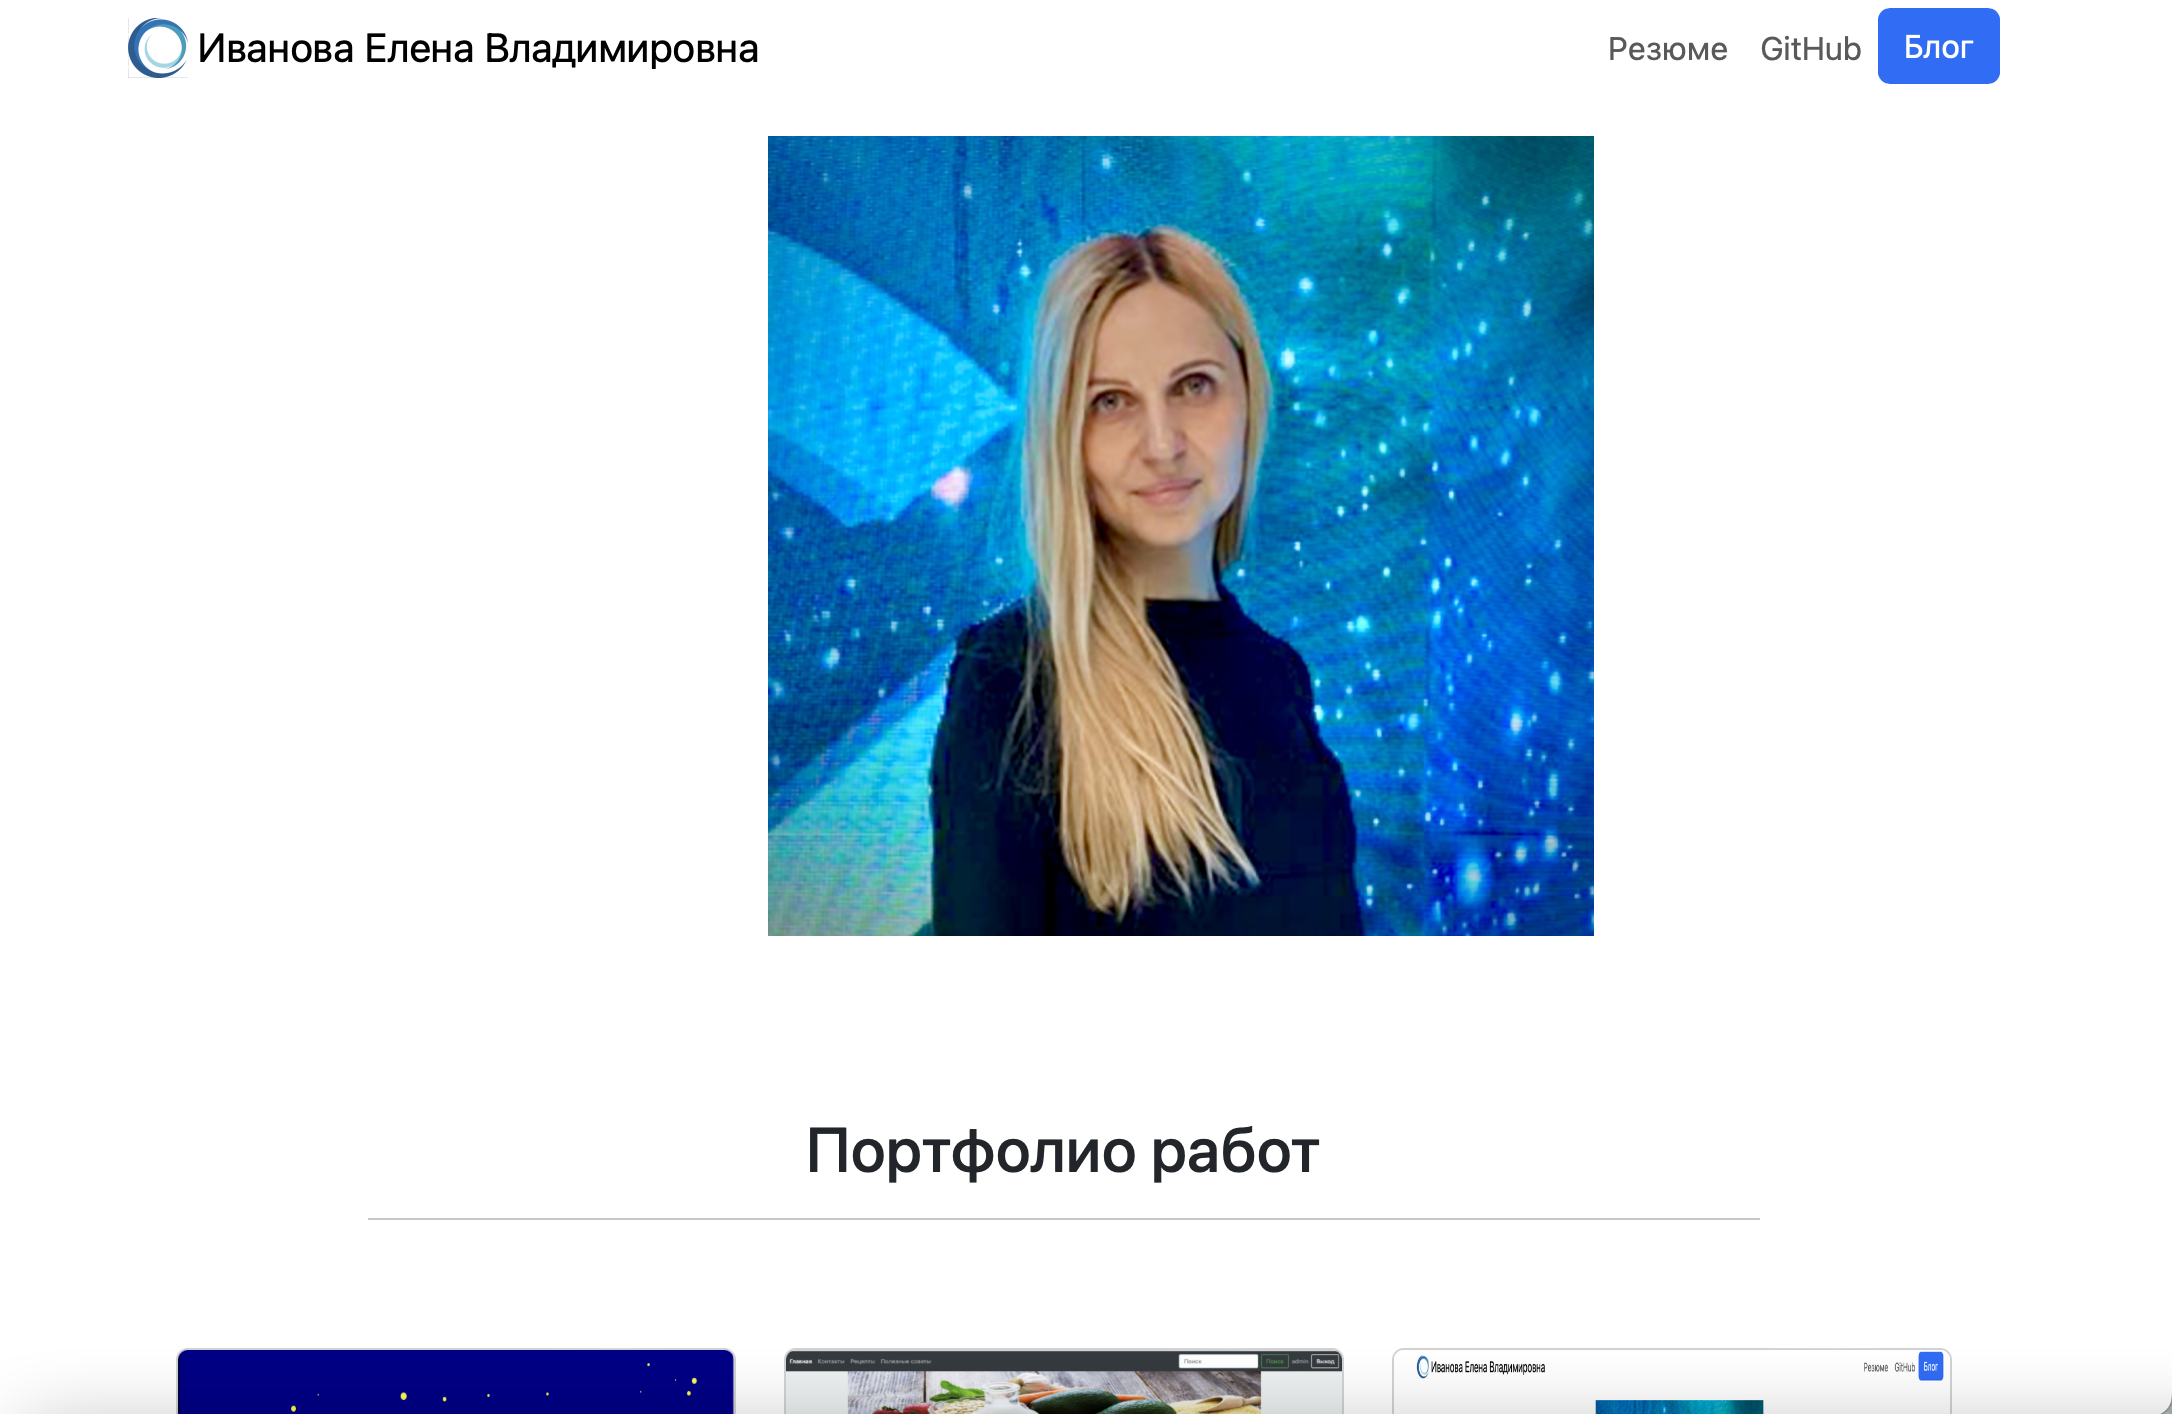 Иванова Елена Владимировна
Резюме GitHub Блог
Портфолио работ
Главная Контакты Рецепты Полезные советы Поиск Поиск admin Выход
Иванова Елена Владимировна Резюме GitHub Блог